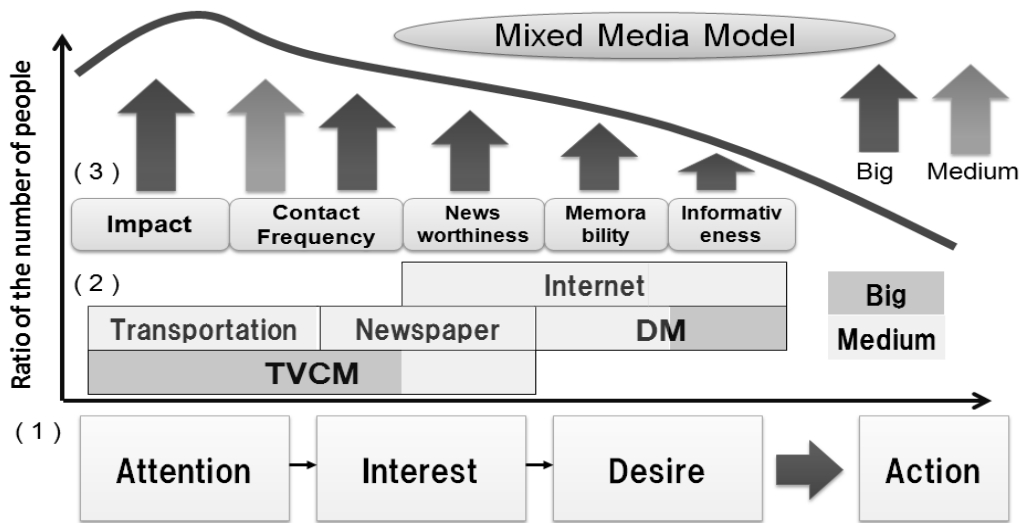 Mixed Media Model
Ratio of the number of people
Big
Medium
( 3 )
Impact
Contact
Frequency
News
worthiness
Memora
bility
Informativ
eness
( 2 )
Internet
Transportation
Newspaper
DM
TVCM
Big
Medium
( 1 )
Attention
Interest
Desire
Action